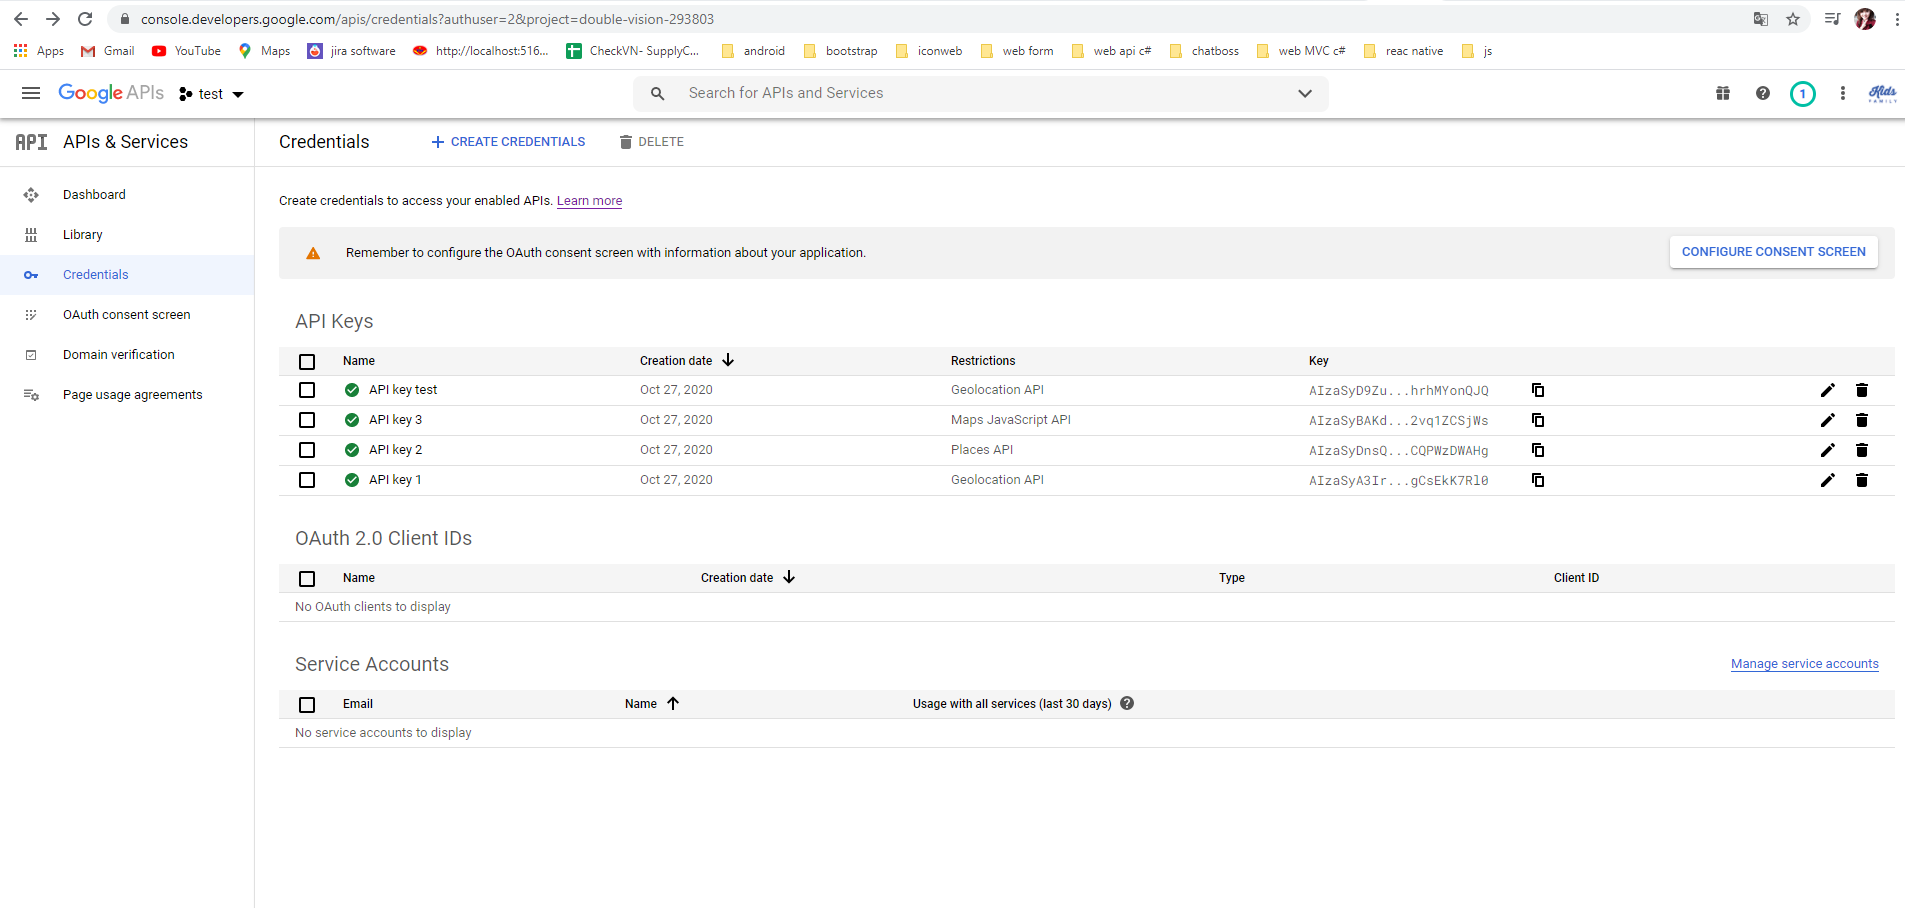 console.developers.google.com/apis/credentials?authuser=2&project=double-vision-293803
Apps Gmail YouTube Maps jira software http://localhost:516... CheckVN- SupplyC... android bootstrap iconweb web form web api c# chatboss web MVC c# reac native js
Google APIs test Search for APIs and Services 1 Kids FAMILY
API APIs & Services Credentials CREATE CREDENTIALS DELETE
Dashboard
Library
Credentials
OAuth consent screen
Domain verification
Page usage agreements
Create credentials to access your enabled APIs. Learn more
Remember to configure the OAuth consent screen with information about your application. CONFIGURE CONSENT SCREEN
API Keys
Name Creation date Restrictions Key
API key test Oct 27, 2020 Geolocation API AIzaSyD9Zu...hrhMYonQJQ
API key 3 Oct 27, 2020 Maps JavaScript API AIzaSyBAKd...2vq1ZCSjWs
API key 2 Oct 27, 2020 Places API AIzaSyDnsQ...CQPWzDWAHg
API key 1 Oct 27, 2020 Geolocation API AIzaSyA3Ir...gCsEkK7Rl0
OAuth 2.0 Client IDs
Name Creation date Type Client ID
No OAuth clients to display
Service Accounts Manage service accounts
Email Name Usage with all services (last 30 days)
No service accounts to display